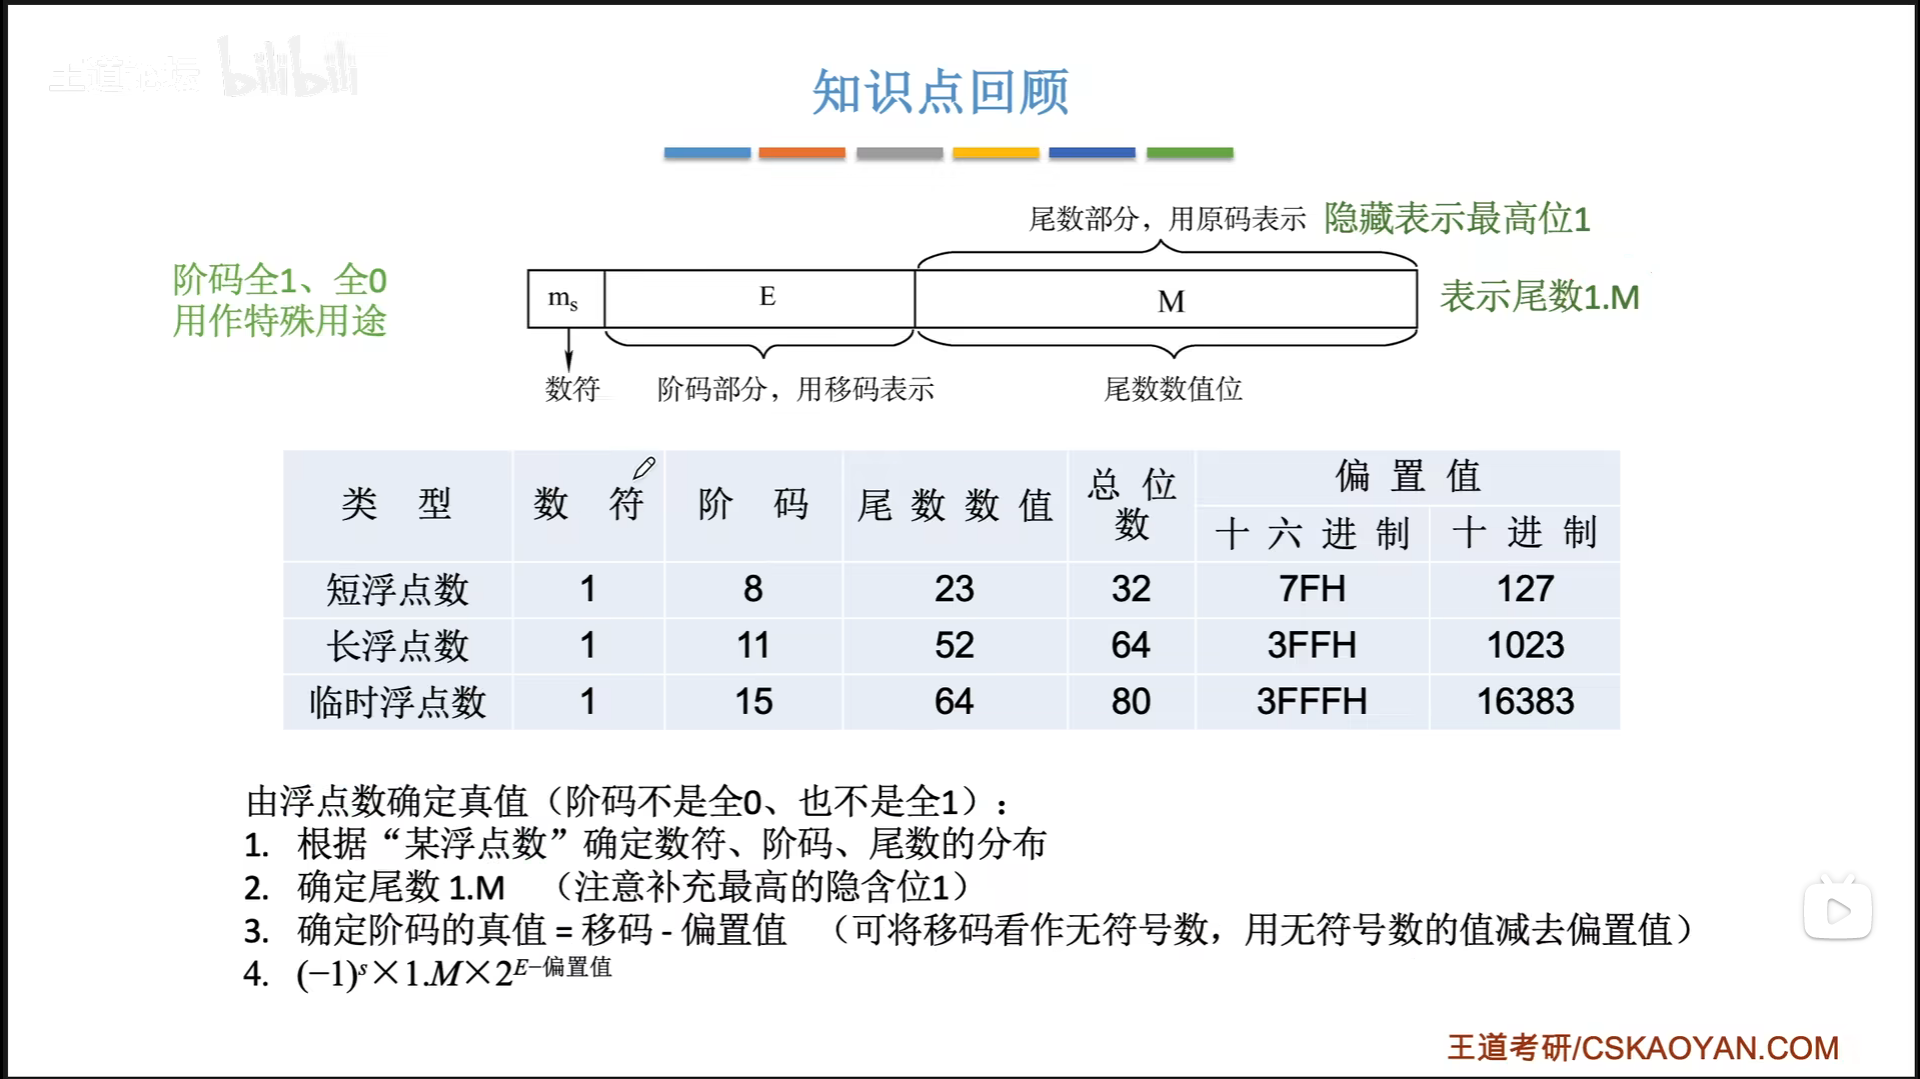 王道论坛 bilibili
知识点回顾
尾数部分，用原码表示 隐藏表示最高位1
阶码全1、全0
用作特殊用途
ms E M
表示尾数1.M
数符 阶码部分，用移码表示 尾数数值位
类 型 数 符 阶 码 尾数数值 总位数 偏置值
十六进制 十进制
短浮点数 1 8 23 32 7FH 127
长浮点数 1 11 52 64 3FFH 1023
临时浮点数 1 15 64 80 3FFFH 16383
由浮点数确定真值（阶码不是全0、也不是全1）：
1. 根据“某浮点数”确定数符、阶码、尾数的分布
2. 确定尾数 1.M （注意补充最高的隐含位1）
3. 确定阶码的真值 = 移码 - 偏置值 （可将移码看作无符号数，用无符号数的值减去偏置值）
4. (−1)^s×1.M×2^(E−偏置值)
王道考研/CSKAOYAN.COM